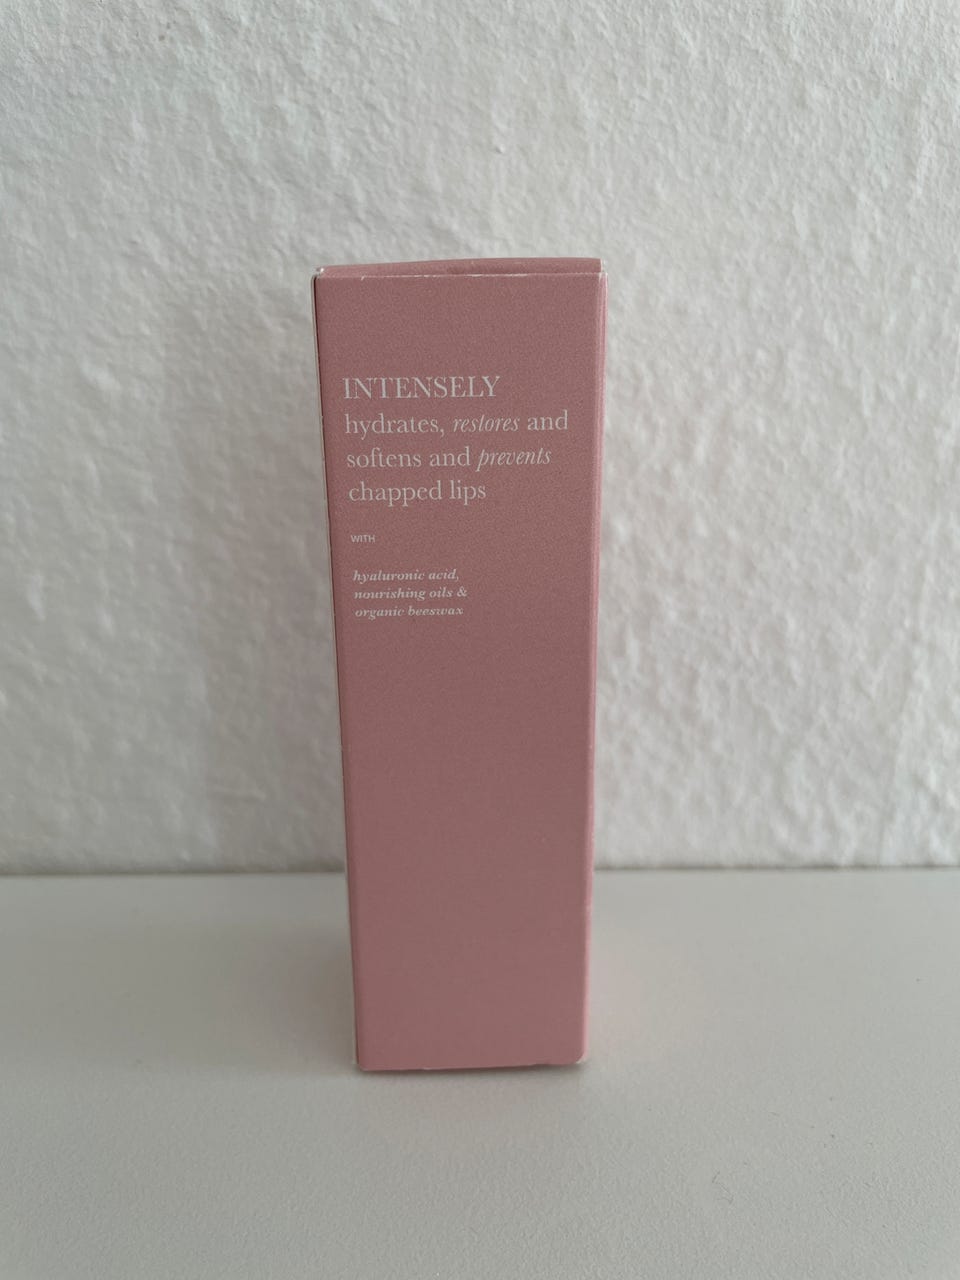 INTENSELY
hydrates, restores and
softens and prevents
chapped lips
WITH
hyaluronic acid,
nourishing oils &
organic beeswax